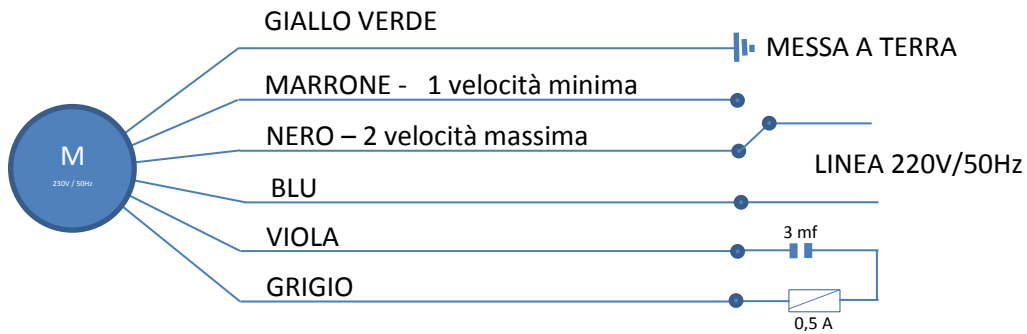 GIALLO VERDE
MESSA A TERRA
MARRONE - 1 velocità minima
NERO – 2 velocità massima
M
230V / 50Hz
LINEA 220V/50Hz
BLU
VIOLA
3 mf
GRIGIO
0,5 A